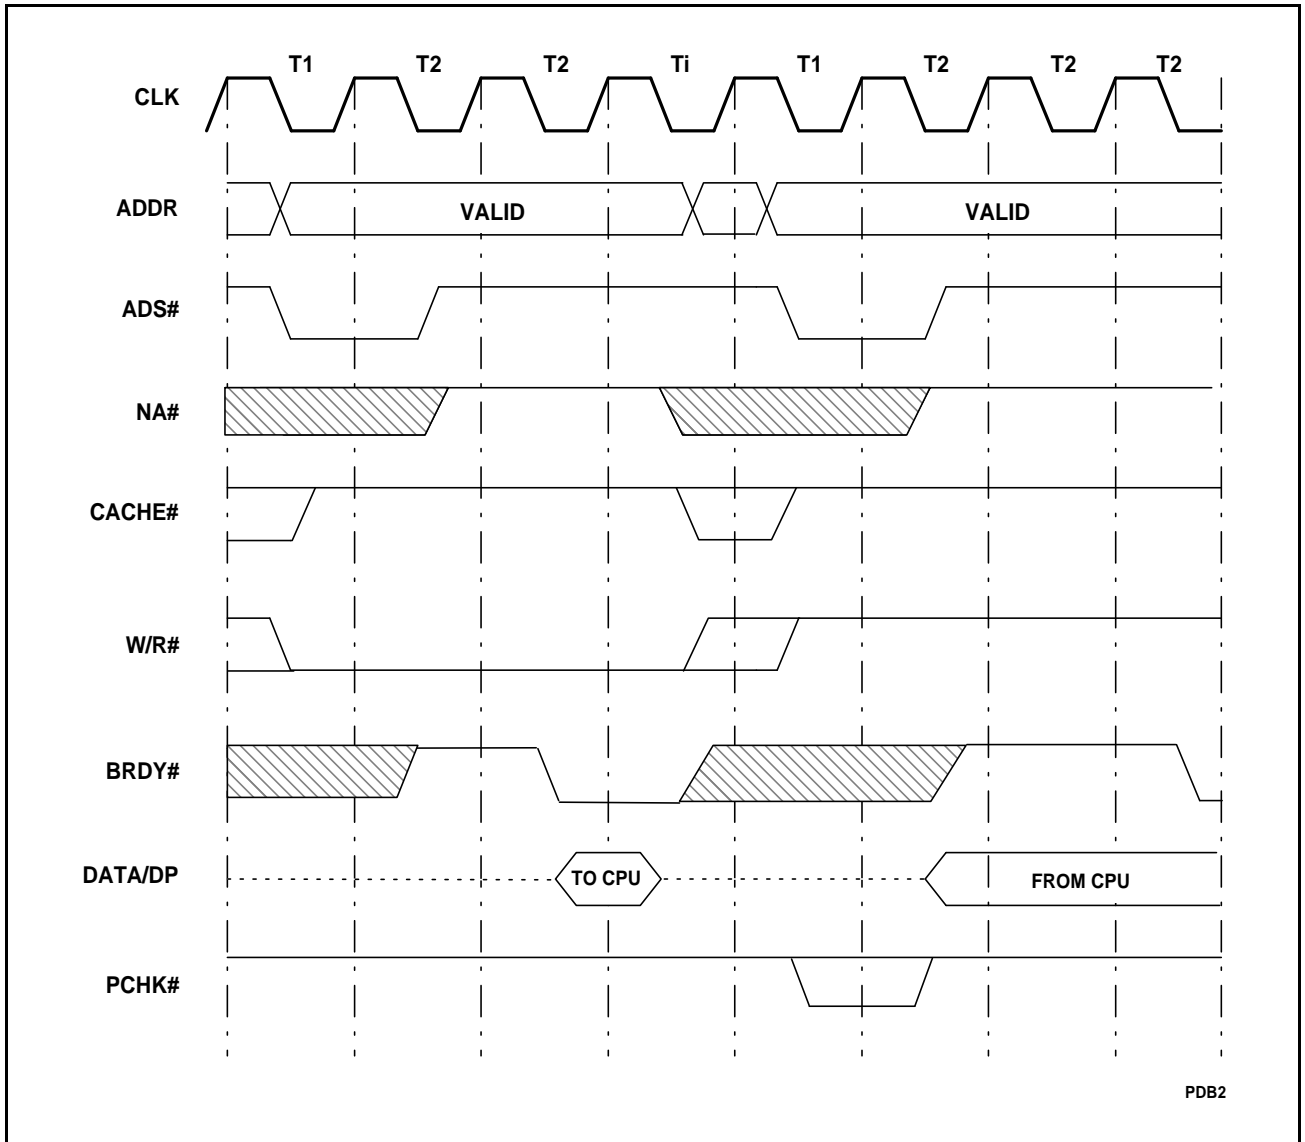 T1 T2 T2 Ti T1 T2 T2 T2
CLK
ADDR VALID VALID
ADS#
NA#
CACHE#
W/R#
BRDY#
DATA/DP TO CPU FROM CPU
PCHK#
PDB2